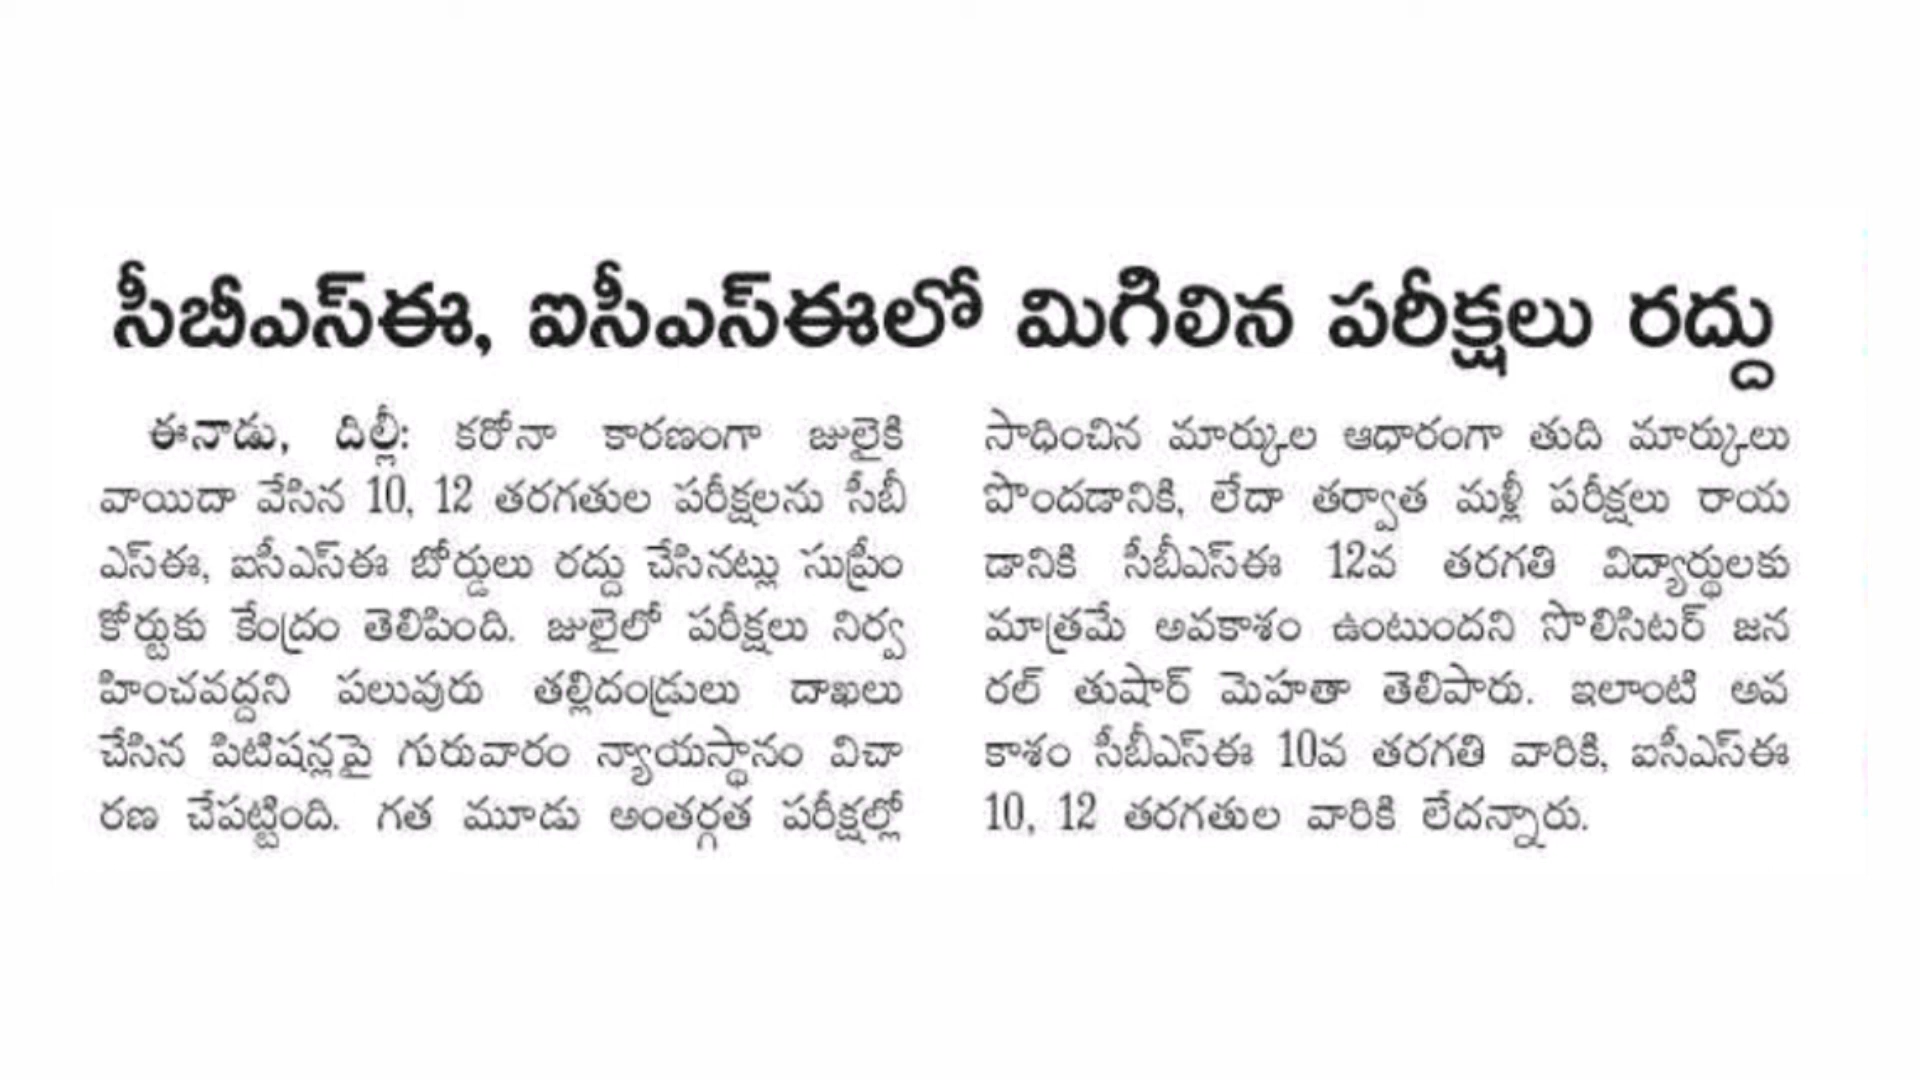 సీబీఎస్ఈ, ఐసీఎస్ఈలో మిగిలిన పరీక్షలు రద్దు
ఈనాడు, దిల్లీ: కరోనా కారణంగా జులైకి
వాయిదా వేసిన 10, 12 తరగతుల పరీక్షలను సీబీ
ఎస్ఈ, ఐసీఎస్ఈ బోర్డులు రద్దు చేసినట్లు సుప్రీం
కోర్టుకు కేంద్రం తెలిపింది. జులైలో పరీక్షలు నిర్వ
హించవద్దని పలువురు తల్లిదండ్రులు దాఖలు
చేసిన పిటిషన్లపై గురువారం న్యాయస్థానం విచా
రణ చేపట్టింది. గత మూడు అంతర్గత పరీక్షల్లో
సాధించిన మార్కుల ఆధారంగా తుది మార్కులు
పొందడానికి, లేదా తర్వాత మళ్లీ పరీక్షలు రాయ
డానికి సీబీఎస్ఈ 12వ తరగతి విద్యార్థులకు
మాత్రమే అవకాశం ఉంటుందని సొలిసిటర్ జన
రల్ తుషార్ మెహతా తెలిపారు. ఇలాంటి అవ
కాశం సీబీఎస్ఈ 10వ తరగతి వారికి, ఐసీఎస్ఈ
10, 12 తరగతుల వారికి లేదన్నారు.